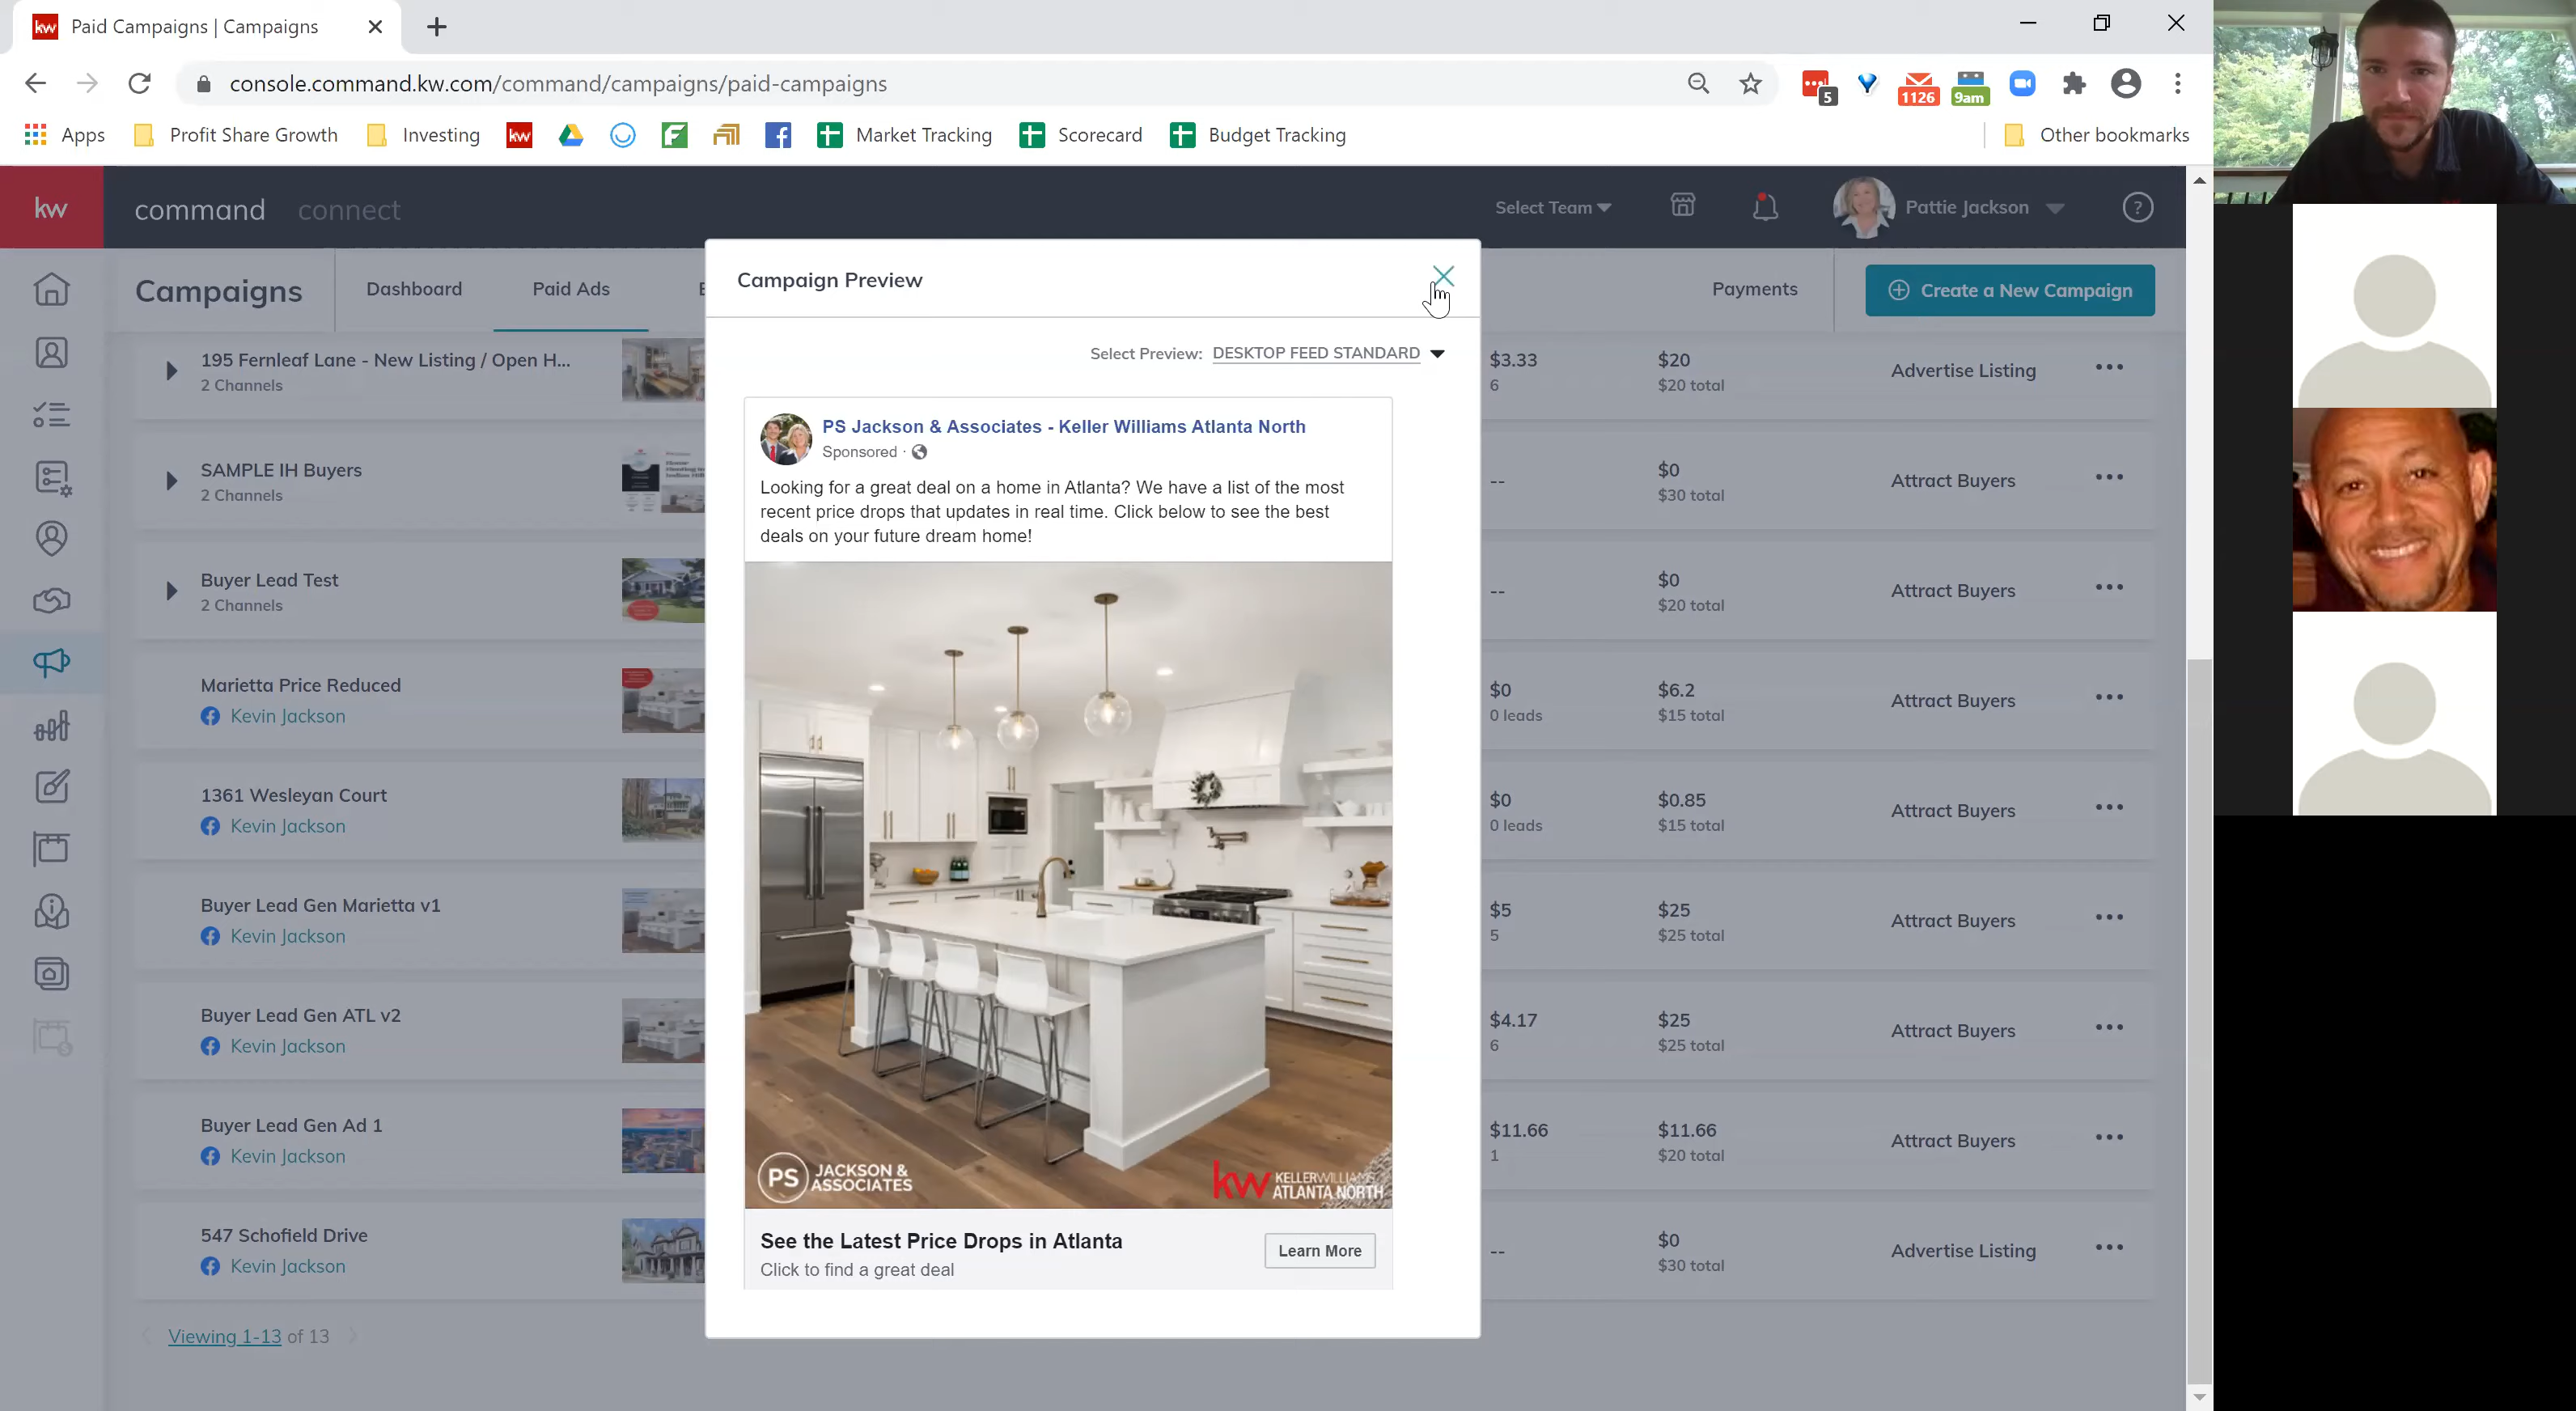 kw Paid Campaigns | Campaigns
console.command.kw.com/command/campaigns/paid-campaigns
5
1126
9am
Apps Profit Share Growth Investing kw Market Tracking Scorecard Budget Tracking Other bookmarks
kw command connect Select Team Pattie Jackson ?
Campaigns Dashboard Paid Ads Payments Create a New Campaign
Campaign Preview
Select Preview: DESKTOP FEED STANDARD
PS Jackson & Associates - Keller Williams Atlanta North
Sponsored ·
Looking for a great deal on a home in Atlanta? We have a list of the most
recent price drops that updates in real time. Click below to see the best
deals on your future dream home!
PS JACKSON &
ASSOCIATES
kw KELLERWILLIAMS
ATLANTA NORTH
See the Latest Price Drops in Atlanta
Click to find a great deal
Learn More
195 Fernleaf Lane - New Listing / Open H...
2 Channels
$3.33
6
$20
$20 total
Advertise Listing
SAMPLE IH Buyers
2 Channels
--
$0
$30 total
Attract Buyers
Buyer Lead Test
2 Channels
--
$0
$20 total
Attract Buyers
Marietta Price Reduced
Kevin Jackson
$0
0 leads
$6.2
$15 total
Attract Buyers
1361 Wesleyan Court
Kevin Jackson
$0
0 leads
$0.85
$15 total
Attract Buyers
Buyer Lead Gen Marietta v1
Kevin Jackson
$5
5
$25
$25 total
Attract Buyers
Buyer Lead Gen ATL v2
Kevin Jackson
$4.17
6
$25
$25 total
Attract Buyers
Buyer Lead Gen Ad 1
Kevin Jackson
$11.66
1
$11.66
$20 total
Attract Buyers
547 Schofield Drive
Kevin Jackson
--
$0
$30 total
Advertise Listing
Viewing 1-13 of 13